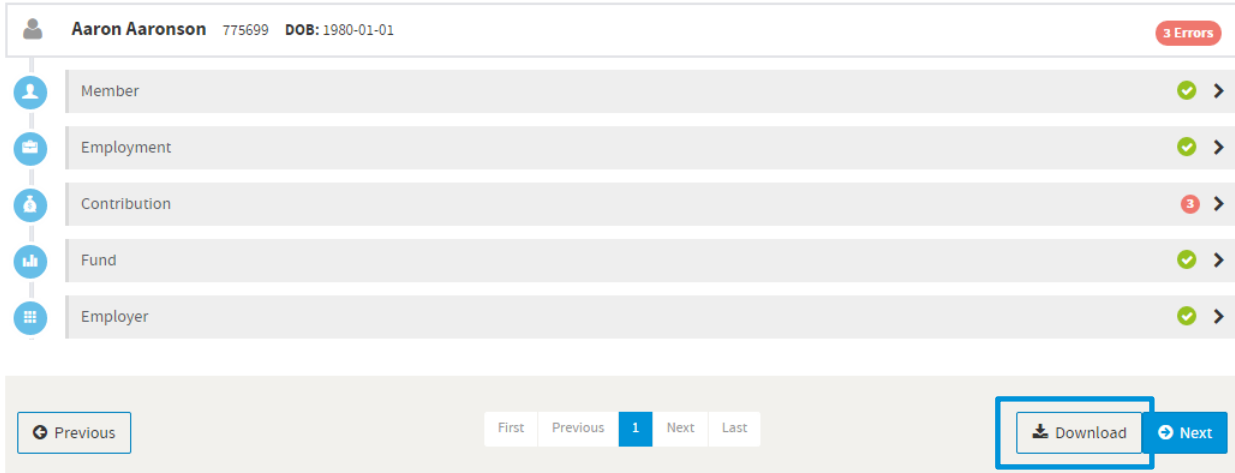 Aaron Aaronson 775699 DOB: 1980-01-01 3 Errors
Member
Employment
Contribution 3
Fund
Employer
Previous First Previous 1 Next Last Download Next